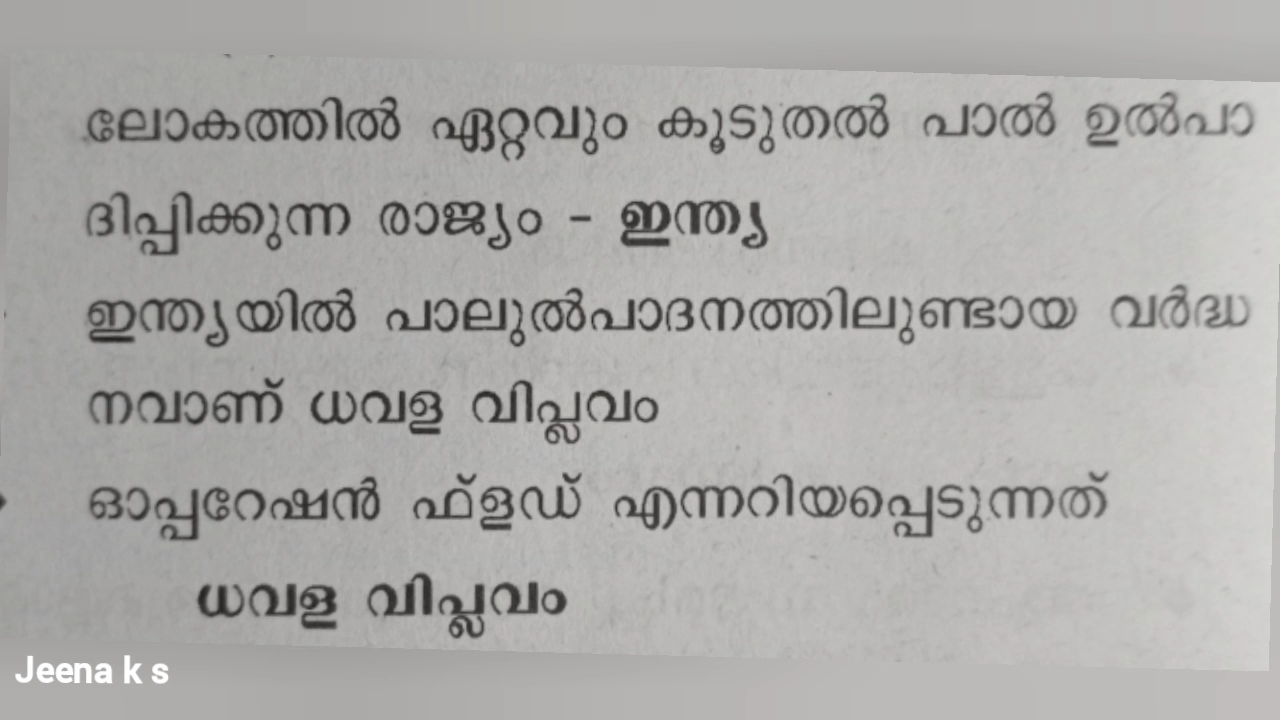 ലോകത്തിൽ ഏറ്റവും കൂടുതൽ പാൽ ഉൽപാ
ദിപ്പിക്കുന്ന രാജ്യം - ഇന്ത്യ
ഇന്ത്യയിൽ പാലുൽപാദനത്തിലുണ്ടായ വർദ്ധ
നവാണ് ധവള വിപ്ലവം
ഓപ്പറേഷൻ ഫ്ളഡ് എന്നറിയപ്പെടുന്നത്
ധവള വിപ്ലവം
Jeena k s